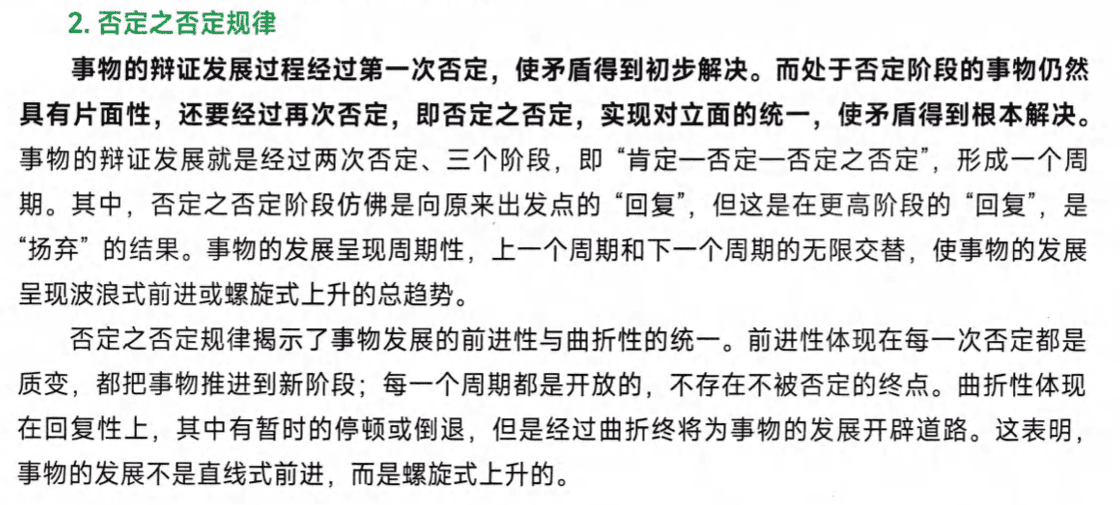 2. 否定之否定规律
事物的辩证发展过程经过第一次否定，使矛盾得到初步解决。而处于否定阶段的事物仍然
具有片面性，还要经过再次否定，即否定之否定，实现对立面的统一，使矛盾得到根本解决。
事物的辩证发展就是经过两次否定、三个阶段，即“肯定—否定—否定之否定”，形成一个周
期。其中，否定之否定阶段仿佛是向原来出发点的“回复”，但这是在更高阶段的“回复”，是
“扬弃”的结果。事物的发展呈现周期性，上一个周期和下一个周期的无限交替，使事物的发展
呈现波浪式前进或螺旋式上升的总趋势。
否定之否定规律揭示了事物发展的前进性与曲折性的统一。前进性体现在每一次否定都是
质变，都把事物推进到新阶段；每一个周期都是开放的，不存在不被否定的终点。曲折性体现
在回复性上，其中有暂时的停顿或倒退，但是经过曲折终将为事物的发展开辟道路。这表明，
事物的发展不是直线式前进，而是螺旋式上升的。